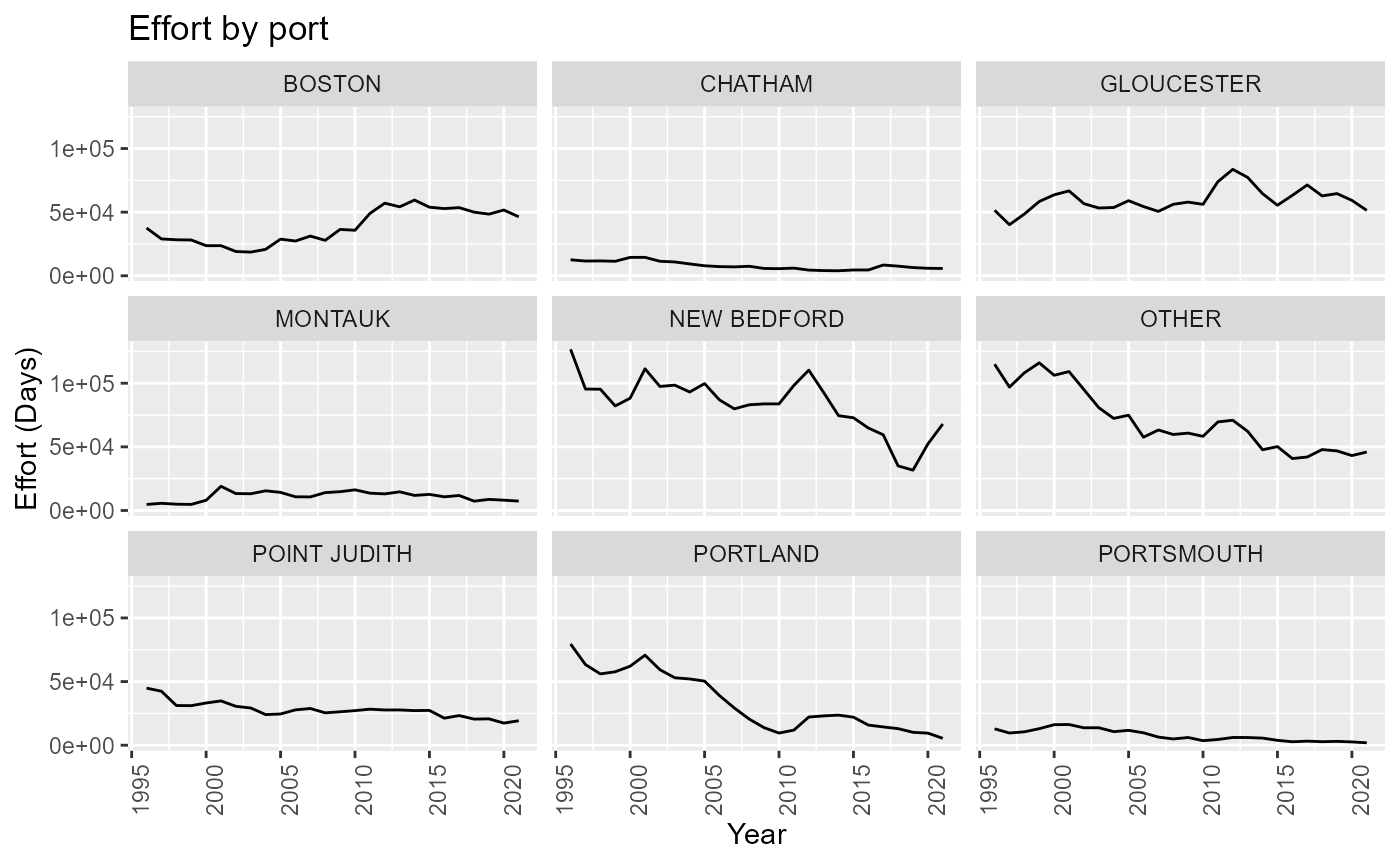 Effort by port
BOSTON CHATHAM GLOUCESTER
1e+05
5e+04
0e+00
MONTAUK NEW BEDFORD OTHER
1e+05
5e+04
0e+00
POINT JUDITH PORTLAND PORTSMOUTH
1e+05
5e+04
0e+00
Effort (Days)
1995 2000 2005 2010 2015 2020 1995 2000 2005 2010 2015 2020 1995 2000 2005 2010 2015 2020
Year